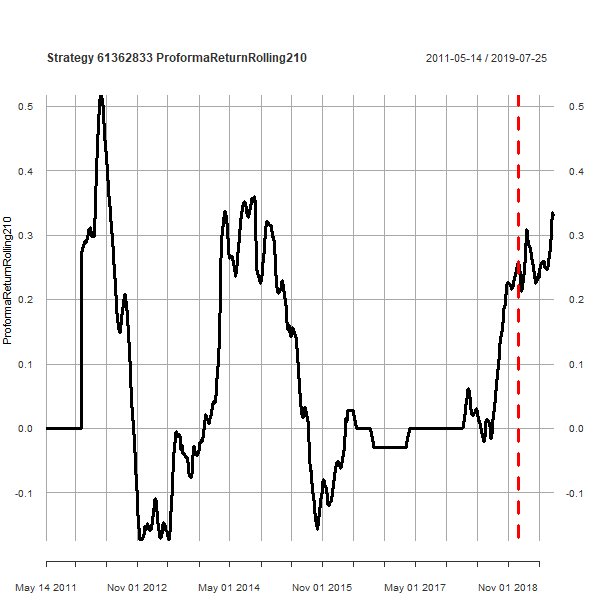 Strategy 61362833 ProformaReturnRolling210
2011-05-14 / 2019-07-25
ProformaReturnRolling210
0.5
0.4
0.3
0.2
0.1
0.0
-0.1
0.5
0.4
0.3
0.2
0.1
0.0
-0.1
May 14 2011
Nov 01 2012
May 01 2014
Nov 01 2015
May 01 2017
Nov 01 2018